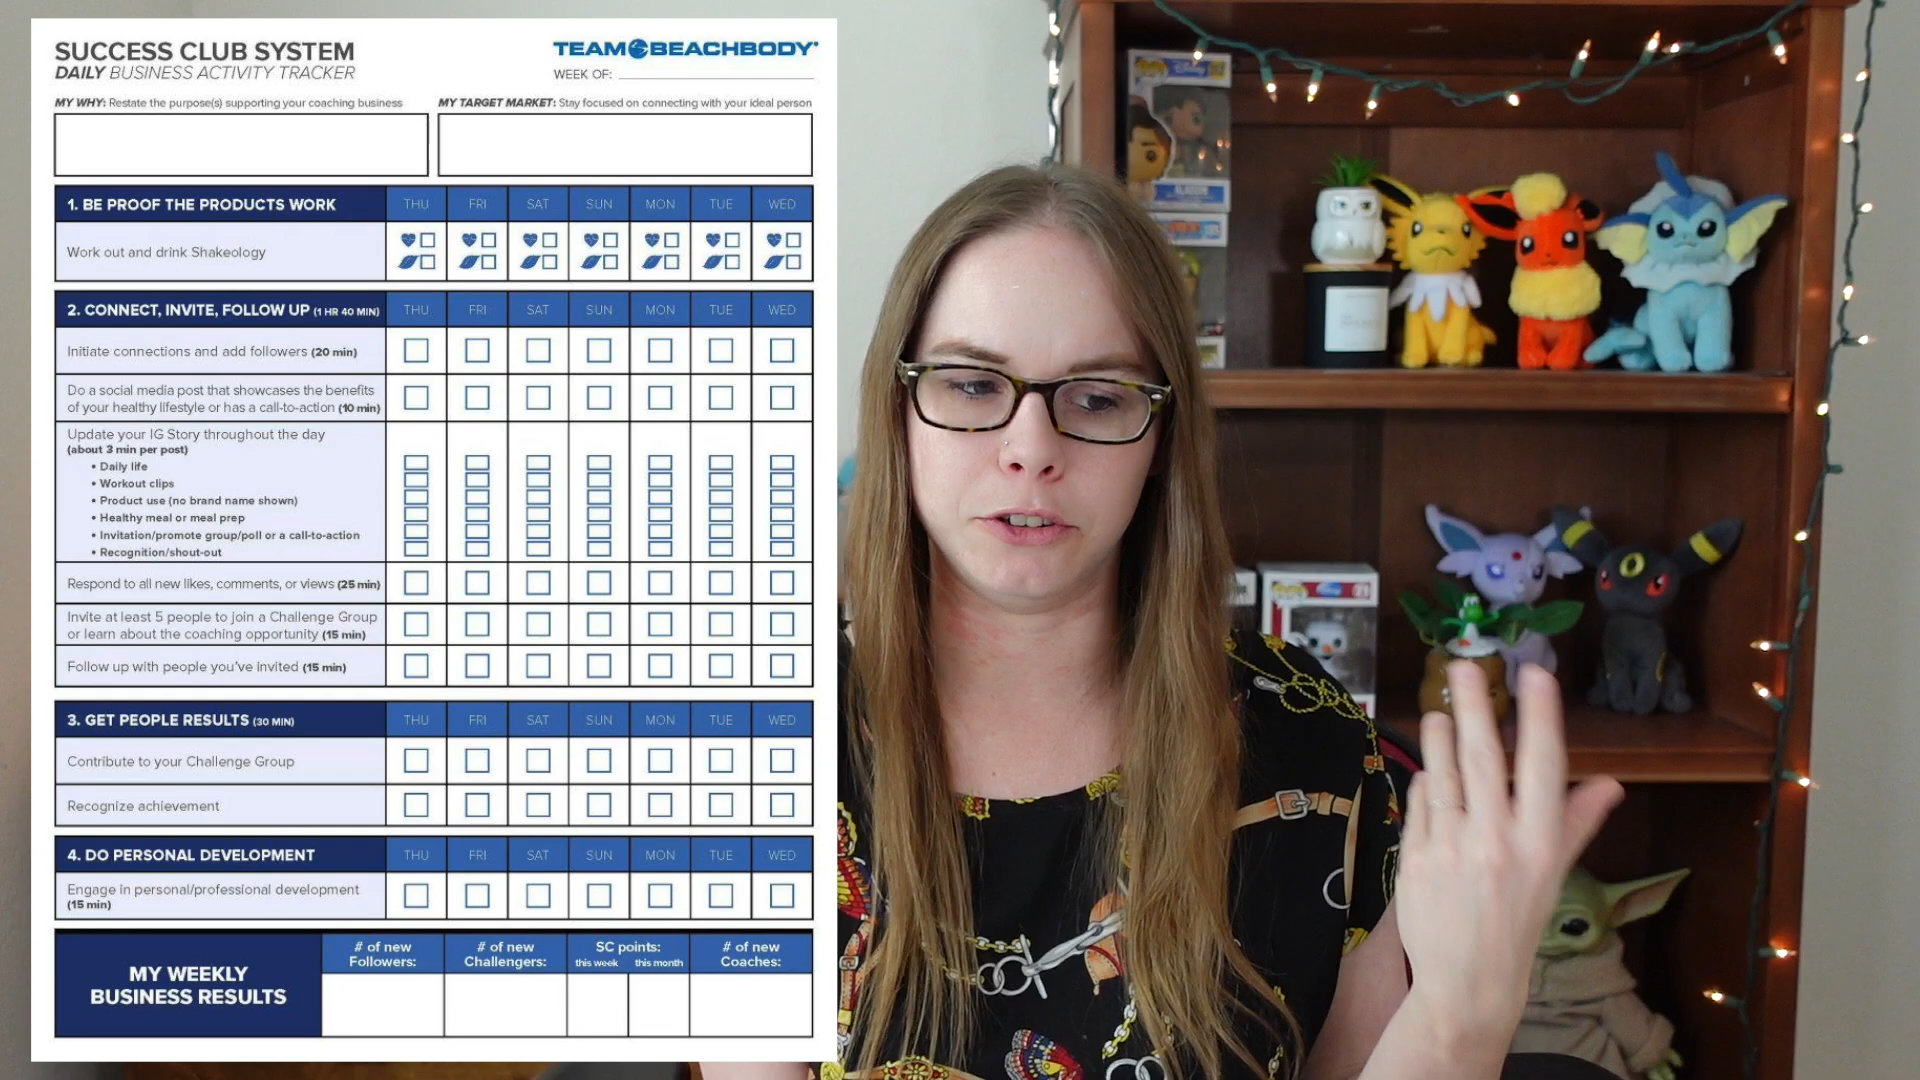 SUCCESS CLUB SYSTEM
DAILY BUSINESS ACTIVITY TRACKER
TEAM BEACHBODY
WEEK OF:
MY WHY: Restate the purpose(s) supporting your coaching business
MY TARGET MARKET: Stay focused on connecting with your ideal person
1. BE PROOF THE PRODUCTS WORK THU FRI SAT SUN MON TUE WED
Work out and drink Shakeology
2. CONNECT, INVITE, FOLLOW UP (1 HR 40 MIN) THU FRI SAT SUN MON TUE WED
Initiate connections and add followers (20 min)
Do a social media post that showcases the benefits
of your healthy lifestyle or has a call-to-action (10 min)
Update your IG Story throughout the day
(about 3 min per post)
• Daily life
• Workout clips
• Product use (no brand name shown)
• Healthy meal or meal prep
• Invitation/promote group/poll or a call-to-action
• Recognition/shout-out
Respond to all new likes, comments, or views (25 min)
Invite at least 5 people to join a Challenge Group
or learn about the coaching opportunity (15 min)
Follow up with people you've invited (15 min)
3. GET PEOPLE RESULTS (30 MIN) THU FRI SAT SUN MON TUE WED
Contribute to your Challenge Group
Recognize achievement
4. DO PERSONAL DEVELOPMENT THU FRI SAT SUN MON TUE WED
Engage in personal/professional development
(15 min)
MY WEEKLY
BUSINESS RESULTS
# of new
Followers:
# of new
Challengers:
SC points:
this week this month
# of new
Coaches:
Disney